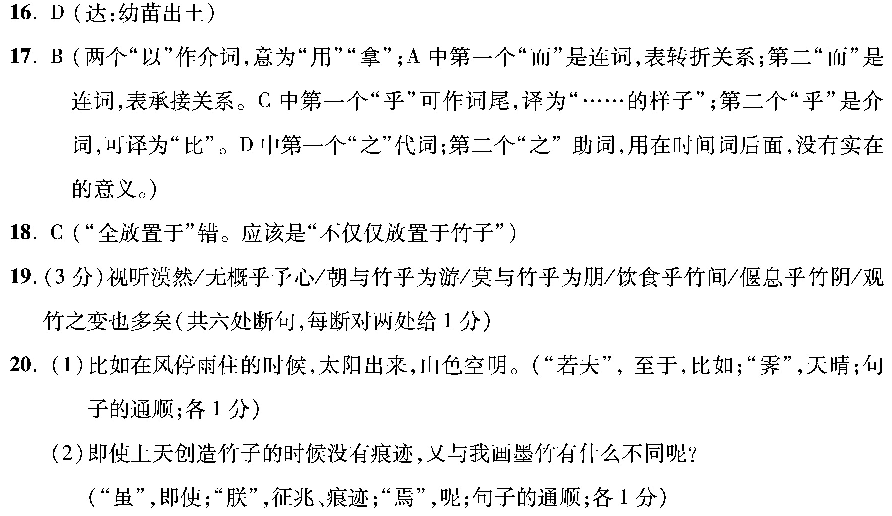 16. D (达:幼苗出土)
17. B (两个“以”作介词,意为“用”“拿”;A 中第一个“而”是连词,表转折关系;第二“而”是
连词,表承接关系。C 中第一个“乎”可作词尾,译为“……的样子”;第二个“乎”是介
词,可译为“比”。D 中第一个“之”代词;第二个“之” 助词,用在时间词后面,没有实在
的意义。)
18. C (“全放置于”错。应该是“不仅仅放置于竹子”)
19. (3 分)视听漠然/无概乎予心/朝与竹乎为游/莫与竹乎为朋/饮食乎竹间/偃息乎竹阴/观
竹之变也多矣(共六处断句,每断对两处给 1 分)
20. (1)比如在风停雨住的时候,太阳出来,山色空明。(“若夫”, 至于,比如;“霁”,天晴;句
子的通顺;各 1 分)
(2)即使上天创造竹子的时候没有痕迹,又与我画墨竹有什么不同呢?
(“虽”,即使;“朕”,征兆、痕迹;“焉”,呢;句子的通顺;各 1 分)